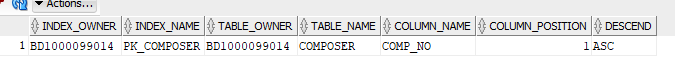 Actions...
INDEX_OWNER INDEX_NAME TABLE_OWNER TABLE_NAME COLUMN_NAME COLUMN_POSITION DESCEND
1 BD1000099014 PK_COMPOSER BD1000099014 COMPOSER COMP_NO 1 ASC